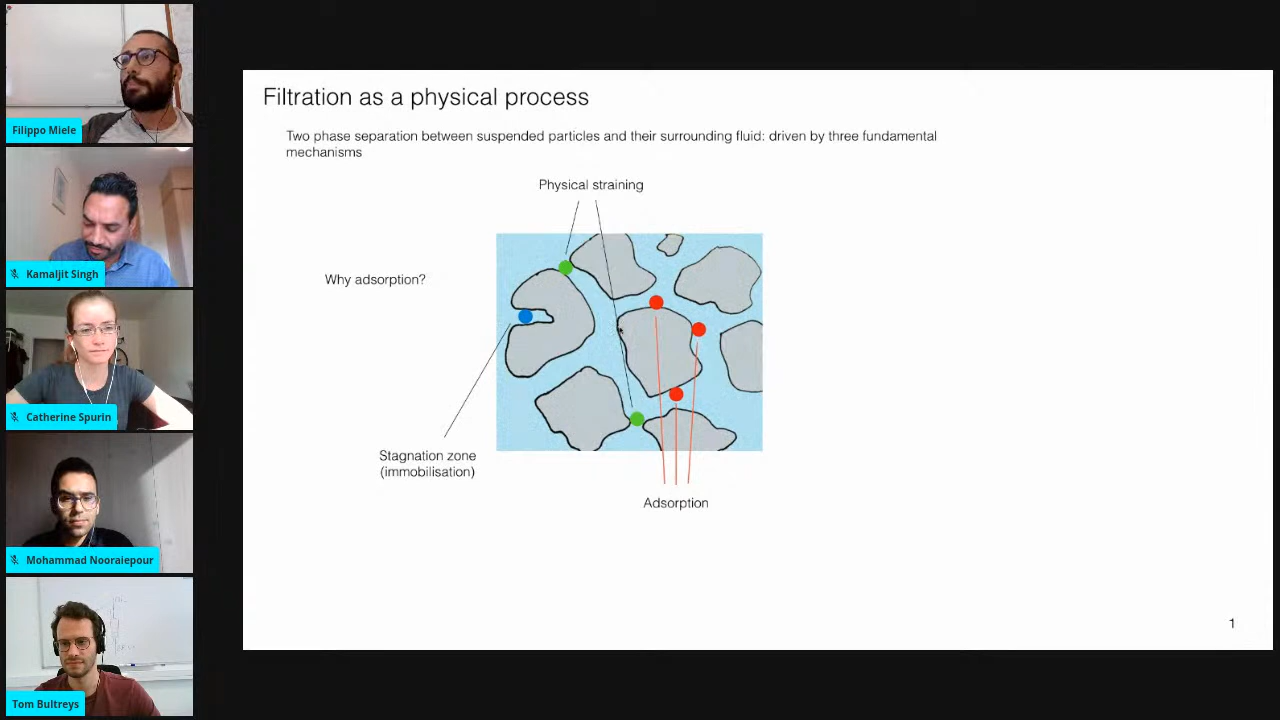 Filippo Miele
Kamaljit Singh
Catherine Spurin
Mohammad Nooraiepour
Tom Bultreys
Filtration as a physical process
Two phase separation between suspended particles and their surrounding fluid: driven by three fundamental
mechanisms
Physical straining
Why adsorption?
Stagnation zone
(immobilisation)
Adsorption
1